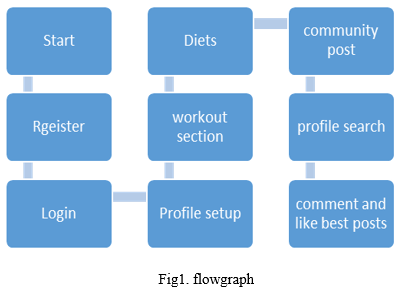 Start
Rgeister
Login
Profile setup
workout
section
Diets
community
post
profile search
comment and
like best posts
Fig1. flowgraph